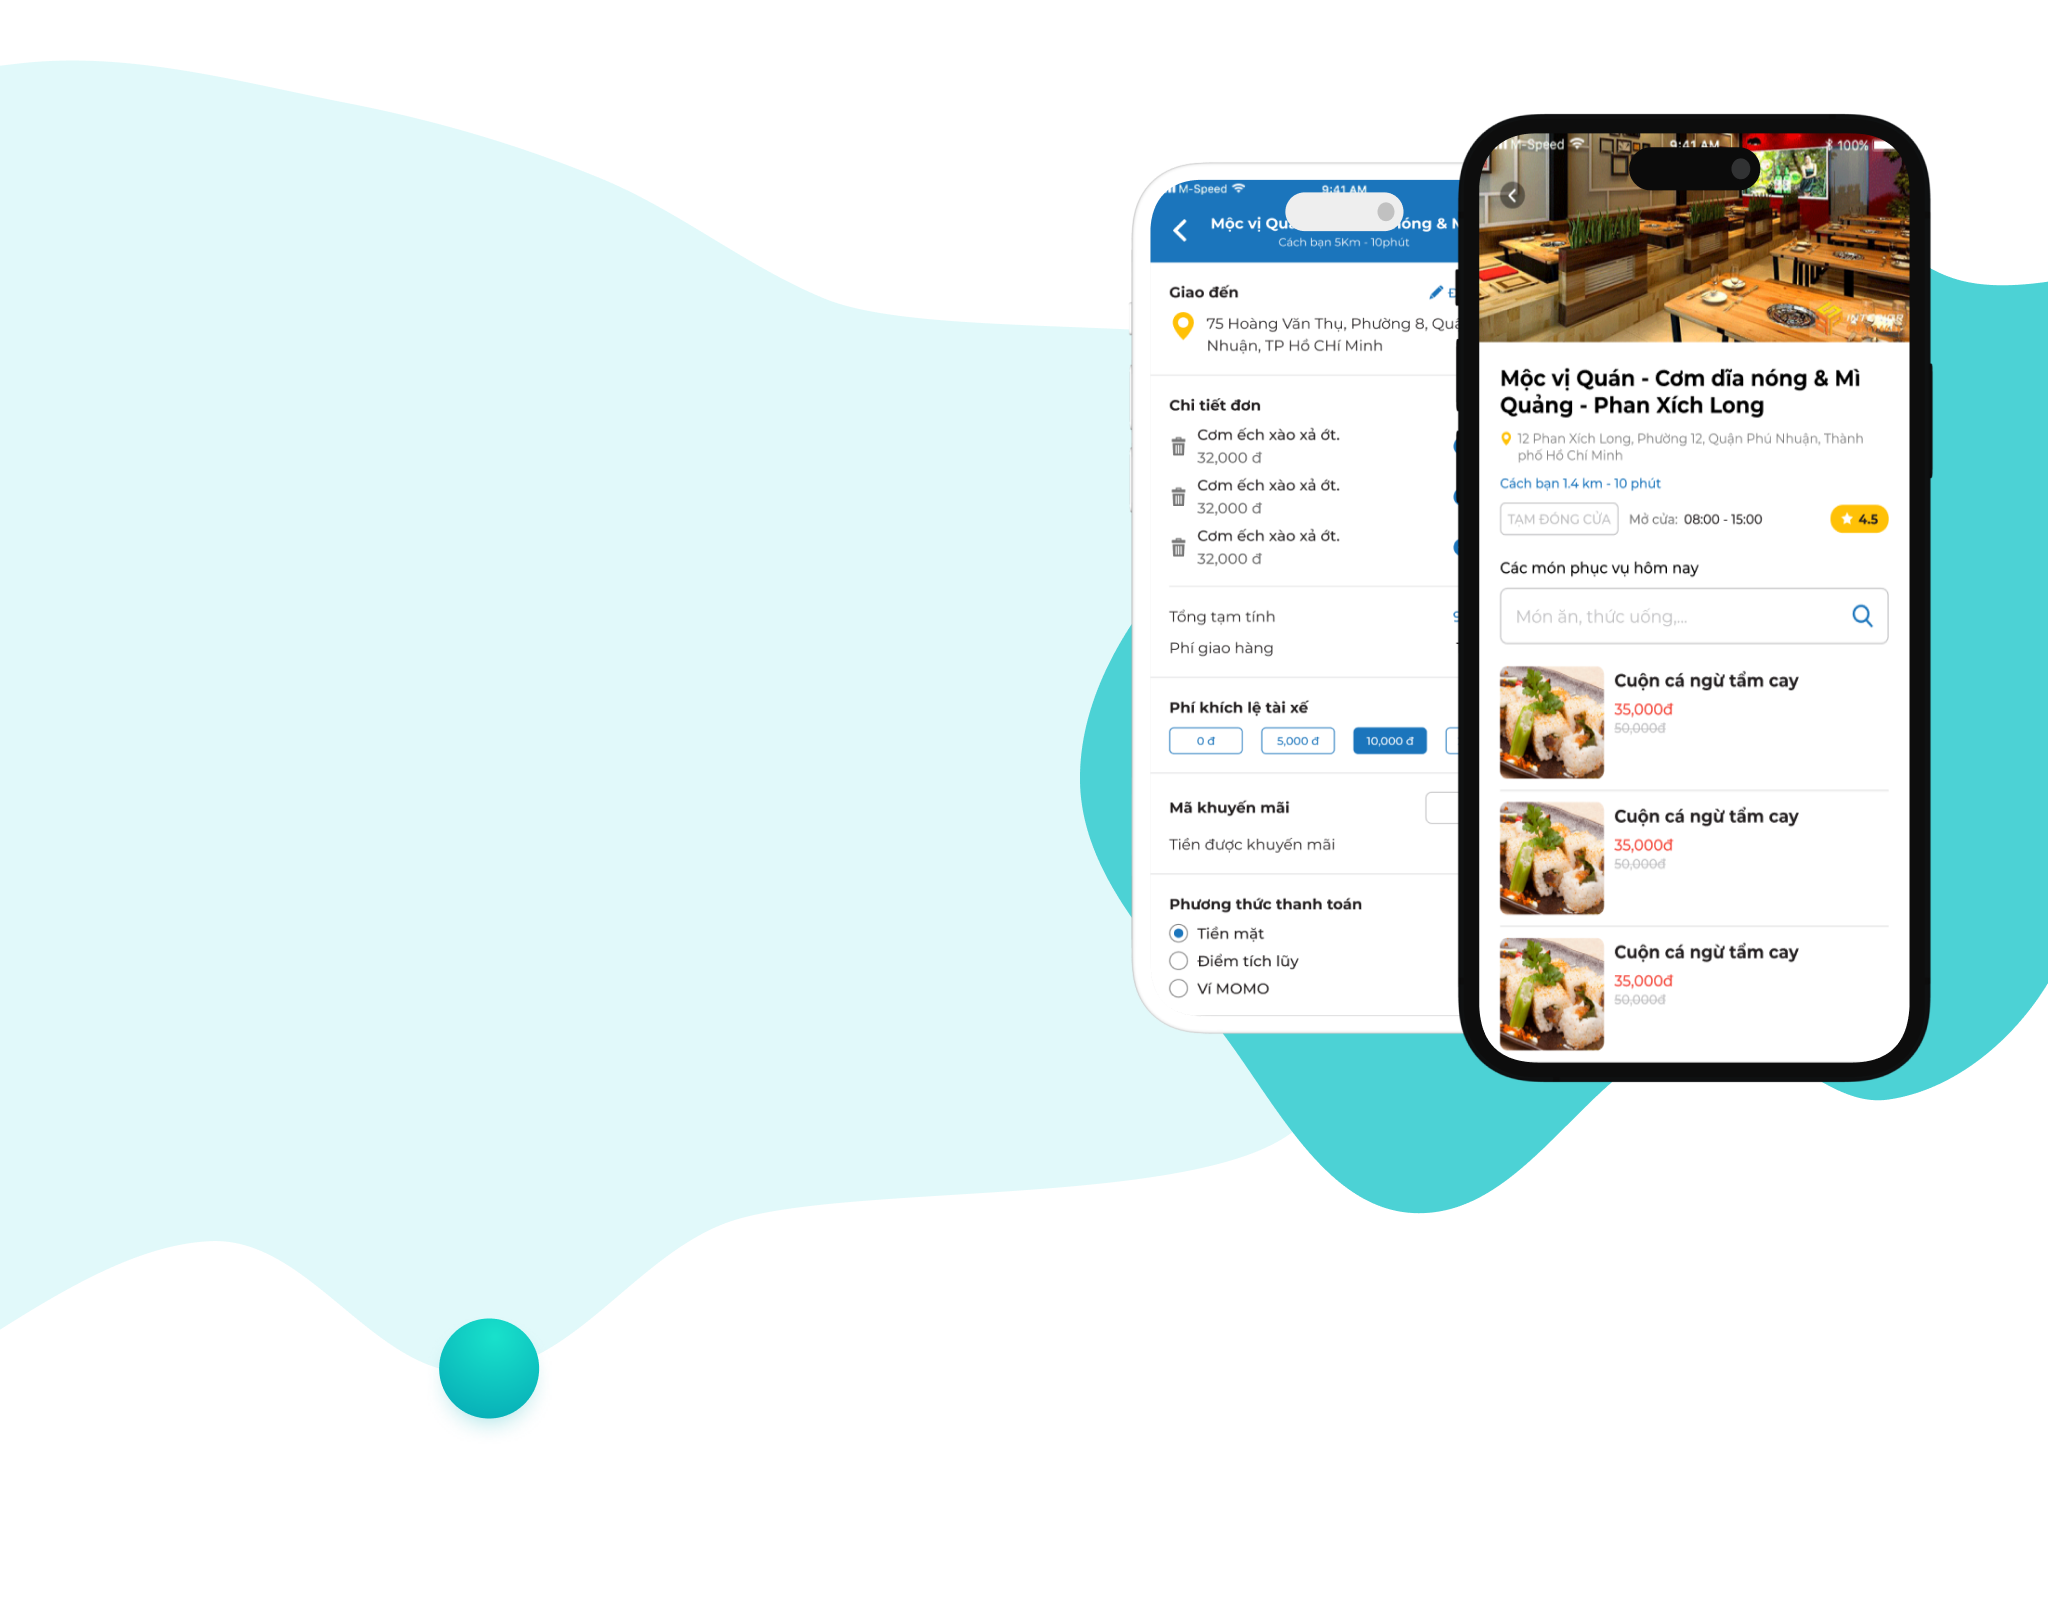 M-Speed
9:41 AM
Mộc vị
nóng &
Cách bạn 5Km - 10phút
Giao đến
75 Hoàng Văn Thụ, Phường 8,
Nhuận, TP Hồ CHí Minh
Chi tiết đơn
Cơm ếch xào xả ớt.
32,000 đ
Cơm ếch xào xả ớt.
32,000 đ
Cơm ếch xào xả ớt.
32,000 đ
Tổng tạm tính
Phí giao hàng
Phí khích lệ tài xế
0 đ 5,000 đ 10,000 đ
Mã khuyến mãi
Tiền được khuyến mãi
Phương thức thanh toán
Tiền mặt
Điểm tích lũy
Ví MOMO
M-Speed 9:41 AM 100%
Mộc vị Quán - Cơm dĩa nóng & Mì
Quảng - Phan Xích Long
12 Phan Xích Long, Phường 12, Quận Phú Nhuận, Thành
phố Hồ Chí Minh
Cách bạn 1.4 km - 10 phút
TẠM ĐÓNG CỬA Mở cửa: 08:00 - 15:00 4.5
Các món phục vụ hôm nay
Món ăn, thức uống,...
Cuộn cá ngừ tẩm cay
35,000đ
50,000đ
Cuộn cá ngừ tẩm cay
35,000đ
50,000đ
Cuộn cá ngừ tẩm cay
35,000đ
50,000đ